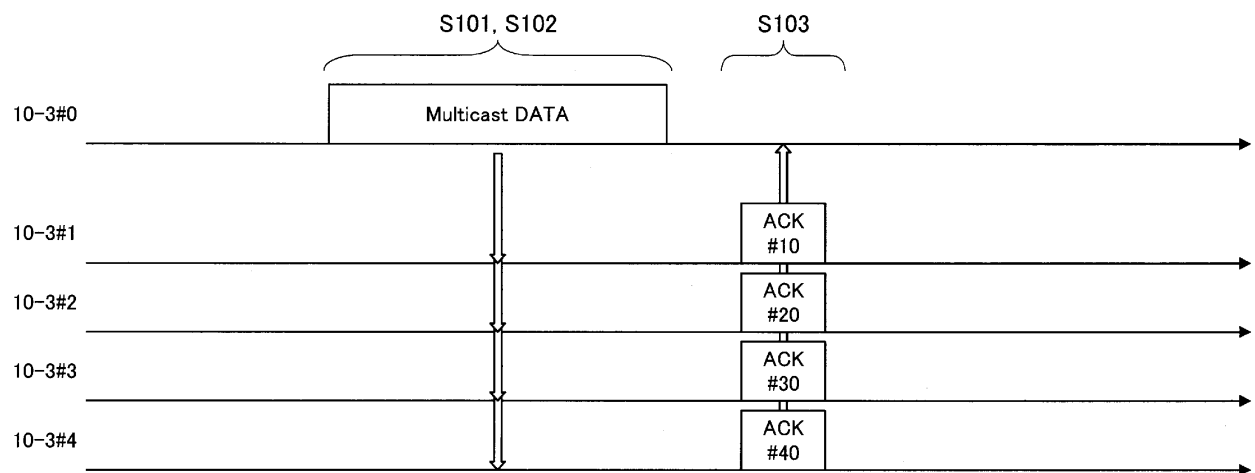 S101, S102
S103
10-3#0
Multicast DATA
10-3#1
ACK
#10
10-3#2
ACK
#20
10-3#3
ACK
#30
10-3#4
ACK
#40